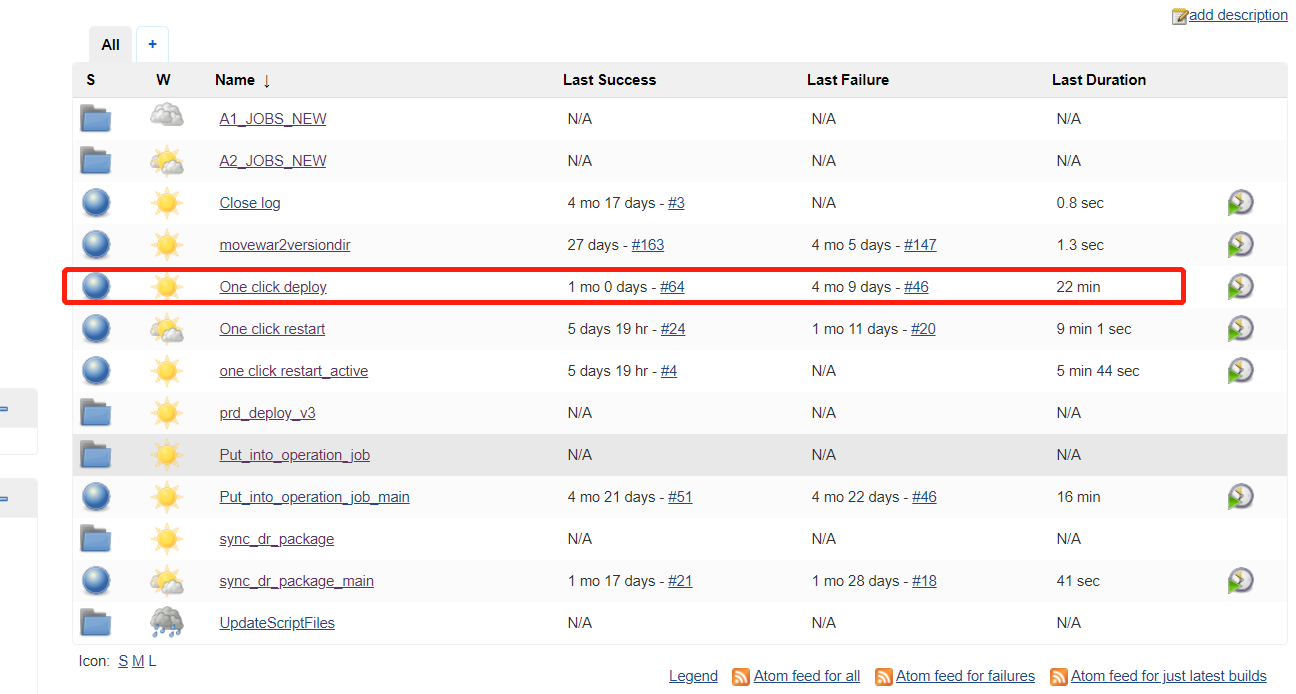 add description
All +
S W Name ↓ Last Success Last Failure Last Duration
A1_JOBS_NEW N/A N/A N/A
A2_JOBS_NEW N/A N/A N/A
Close log 4 mo 17 days - #3 N/A 0.8 sec
movewar2versiondir 27 days - #163 4 mo 5 days - #147 1.3 sec
One click deploy 1 mo 0 days - #64 4 mo 9 days - #46 22 min
One click restart 5 days 19 hr - #24 1 mo 11 days - #20 9 min 1 sec
one click restart_active 5 days 19 hr - #4 N/A 5 min 44 sec
prd_deploy_v3 N/A N/A N/A
Put_into_operation_job N/A N/A N/A
Put_into_operation_job_main 4 mo 21 days - #51 4 mo 22 days - #46 16 min
sync_dr_package N/A N/A N/A
sync_dr_package_main 1 mo 17 days - #21 1 mo 28 days - #18 41 sec
UpdateScriptFiles N/A N/A N/A
Icon: S M L
Legend Atom feed for all Atom feed for failures Atom feed for just latest builds